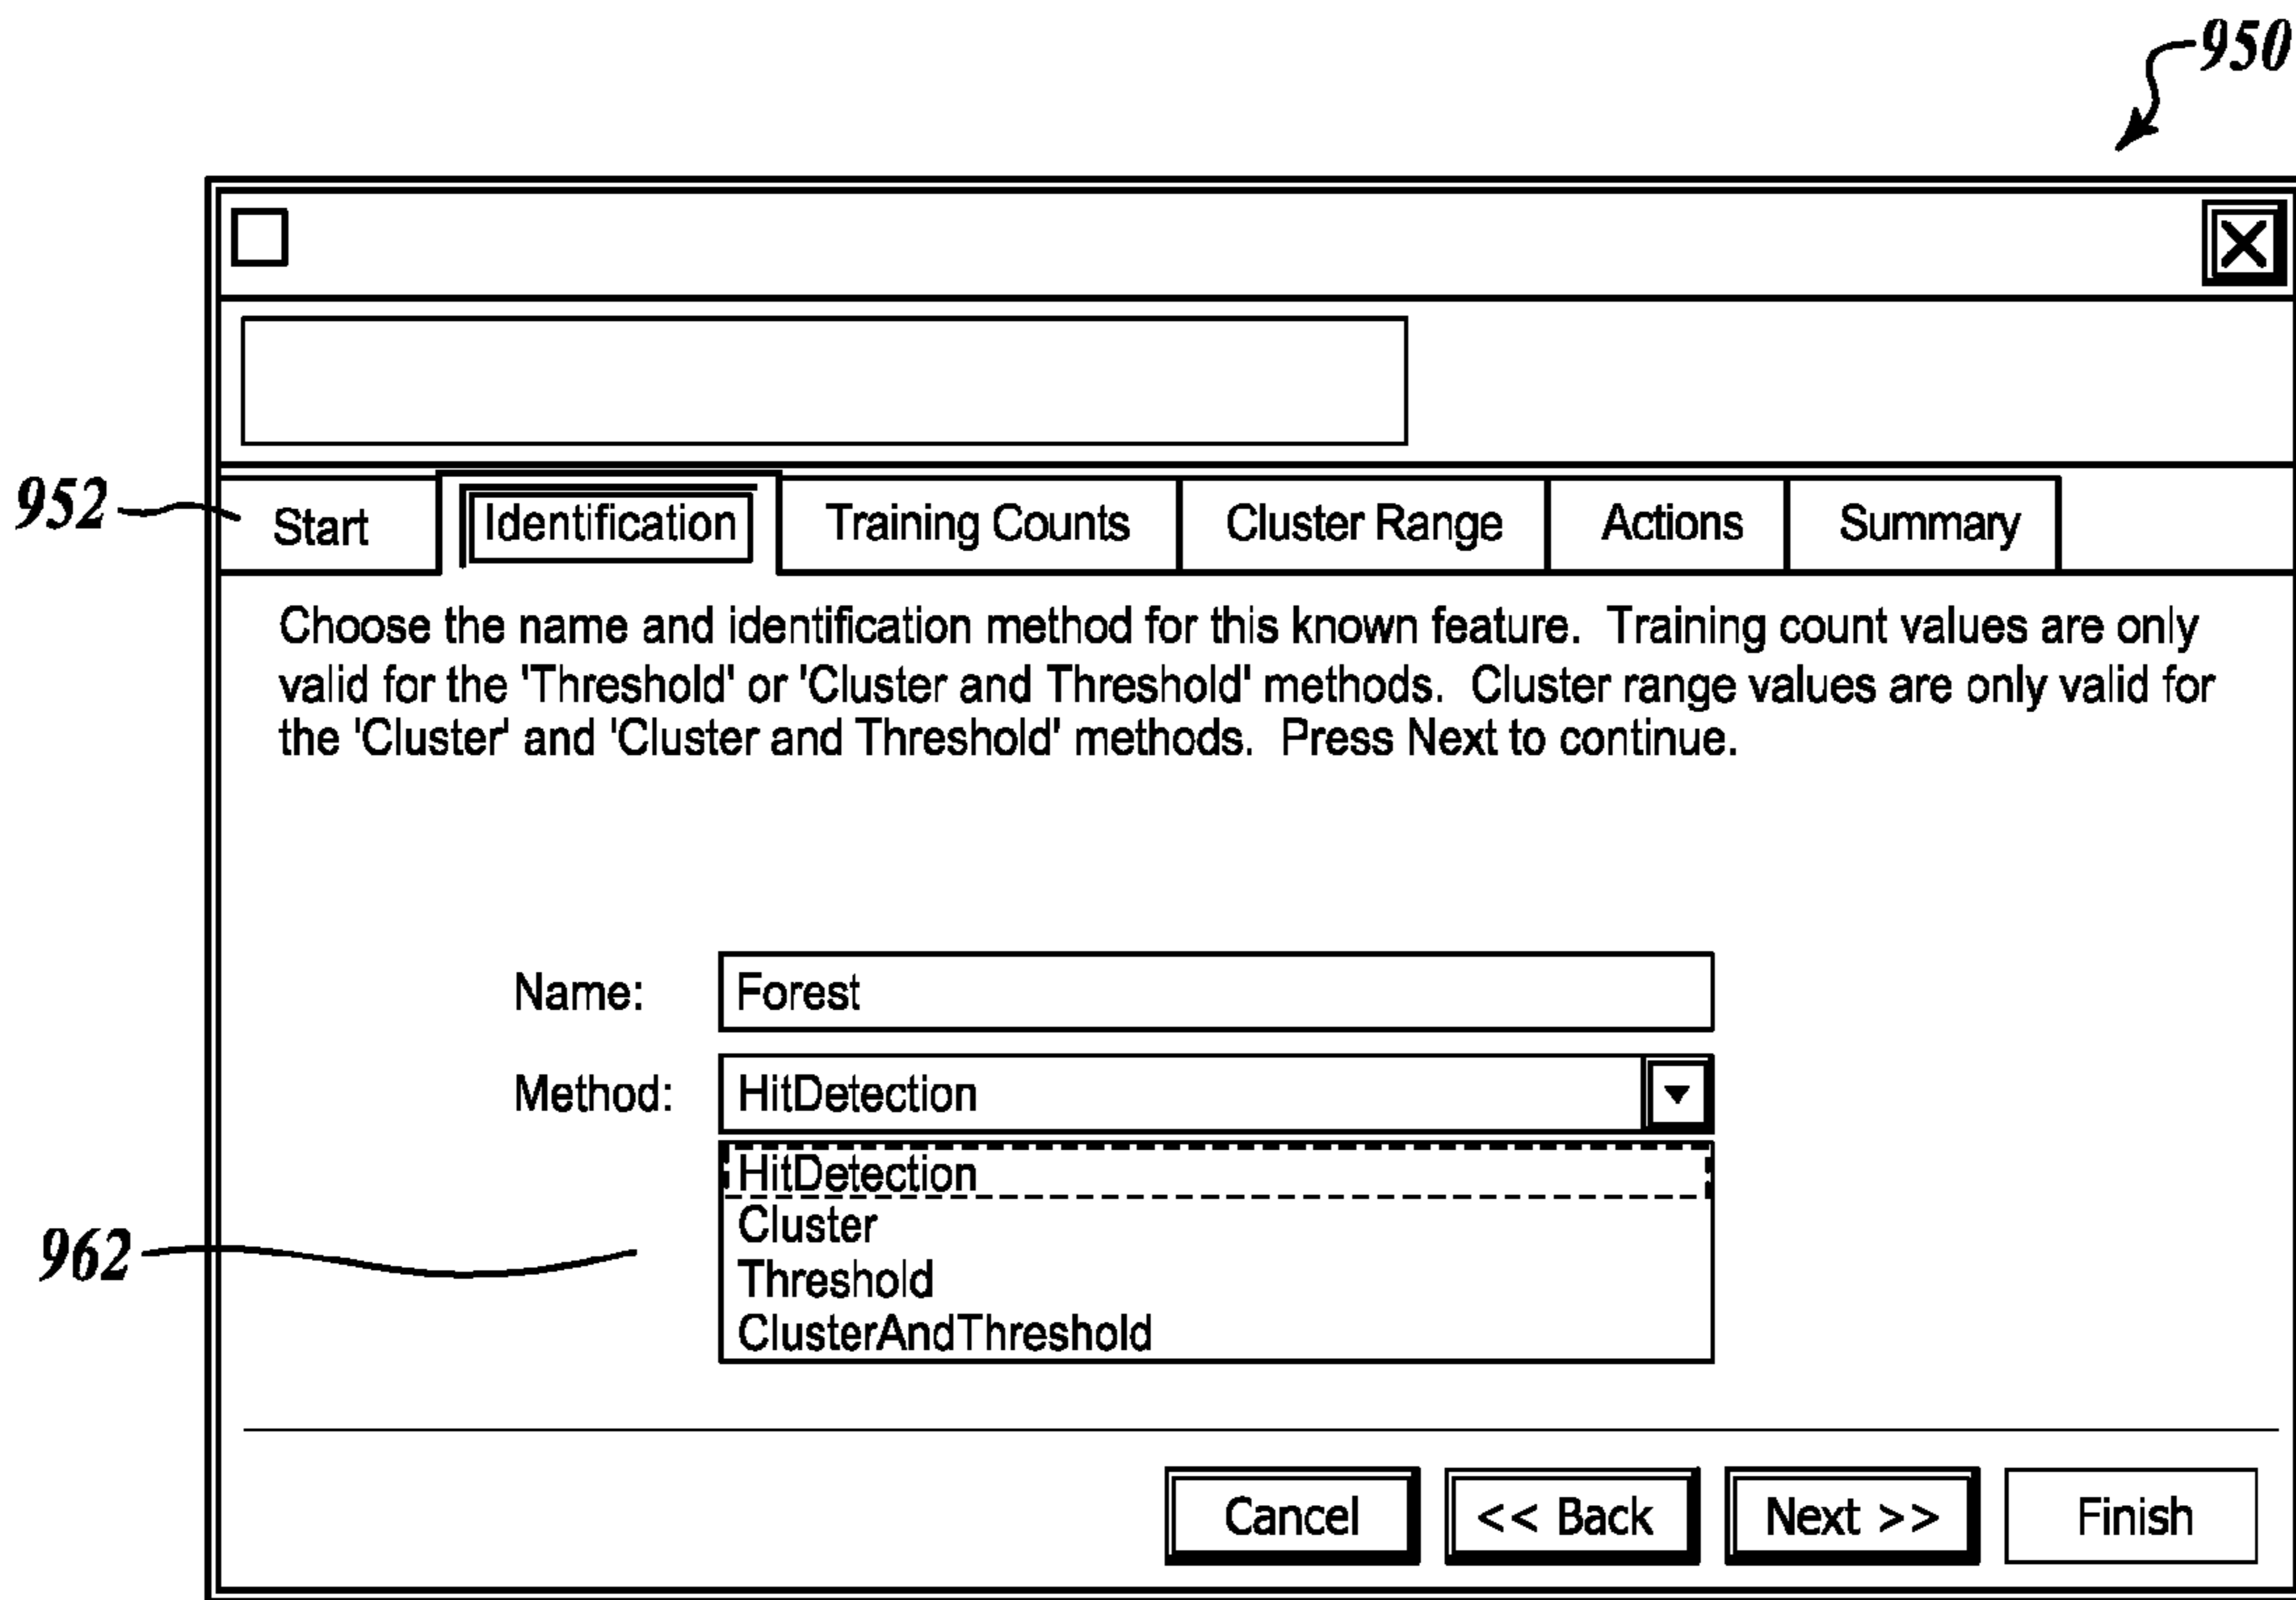 950
952
Start Identification Training Counts Cluster Range Actions Summary
Choose the name and identification method for this known feature. Training count values are only
valid for the 'Threshold' or 'Cluster and Threshold' methods. Cluster range values are only valid for
the 'Cluster' and 'Cluster and Threshold' methods. Press Next to continue.
Name: Forest
Method: HitDetection
HitDetection
Cluster
962
Threshold
ClusterAndThreshold
Cancel << Back Next >> Finish